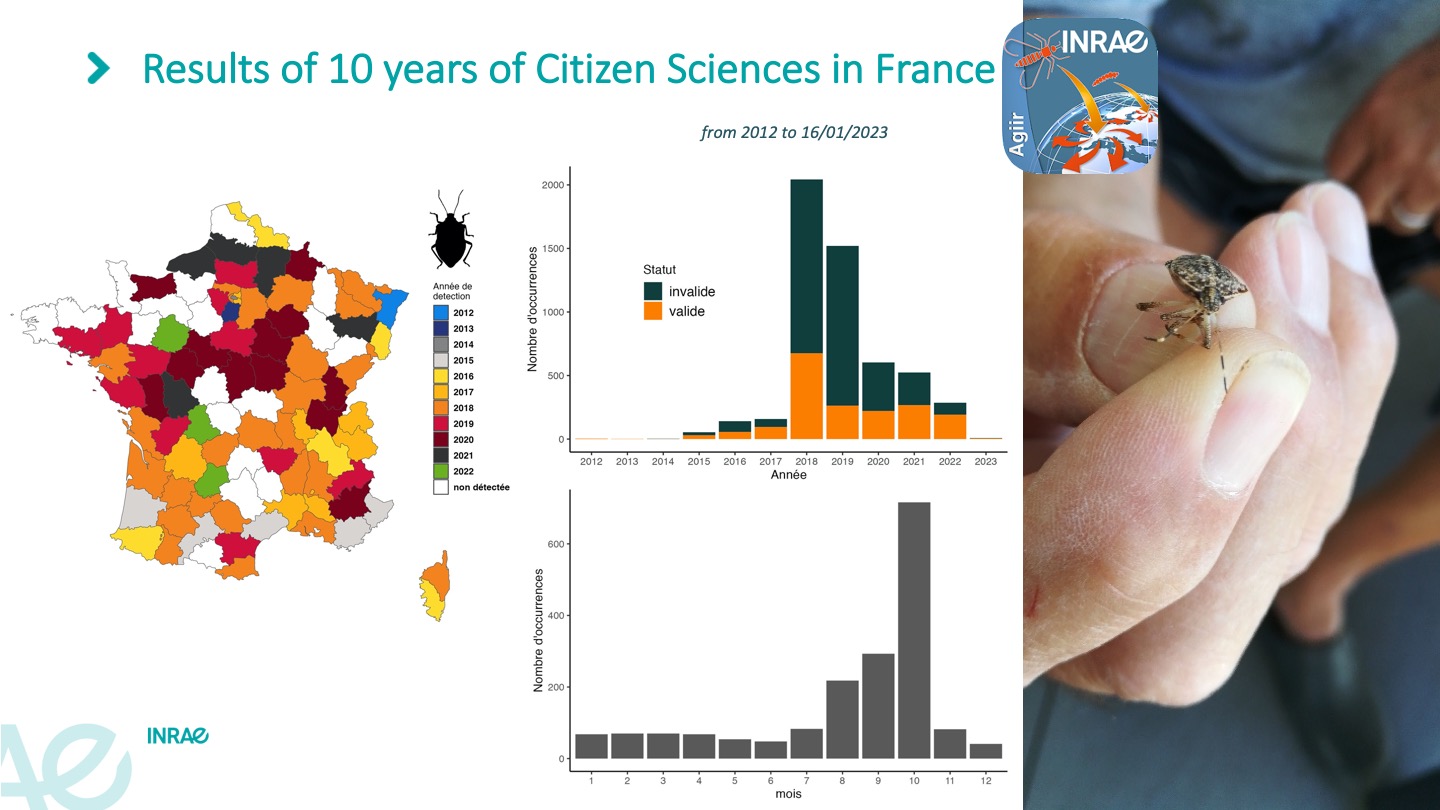 Results of 10 years of Citizen Sciences in France
INRAE
Agiir
from 2012 to 16/01/2023
Année de
detection
2012
2013
2014
2015
2016
2017
2018
2019
2020
2021
2022
non détectée
Nombre d'occurrences
2000
1500
1000
500
0
Statut
invalide
valide
2012 2013 2014 2015 2016 2017 2018 2019 2020 2021 2022 2023
Année
Nombre d'occurrences
600
400
200
0
1 2 3 4 5 6 7 8 9 10 11 12
mois
INRAE
AE